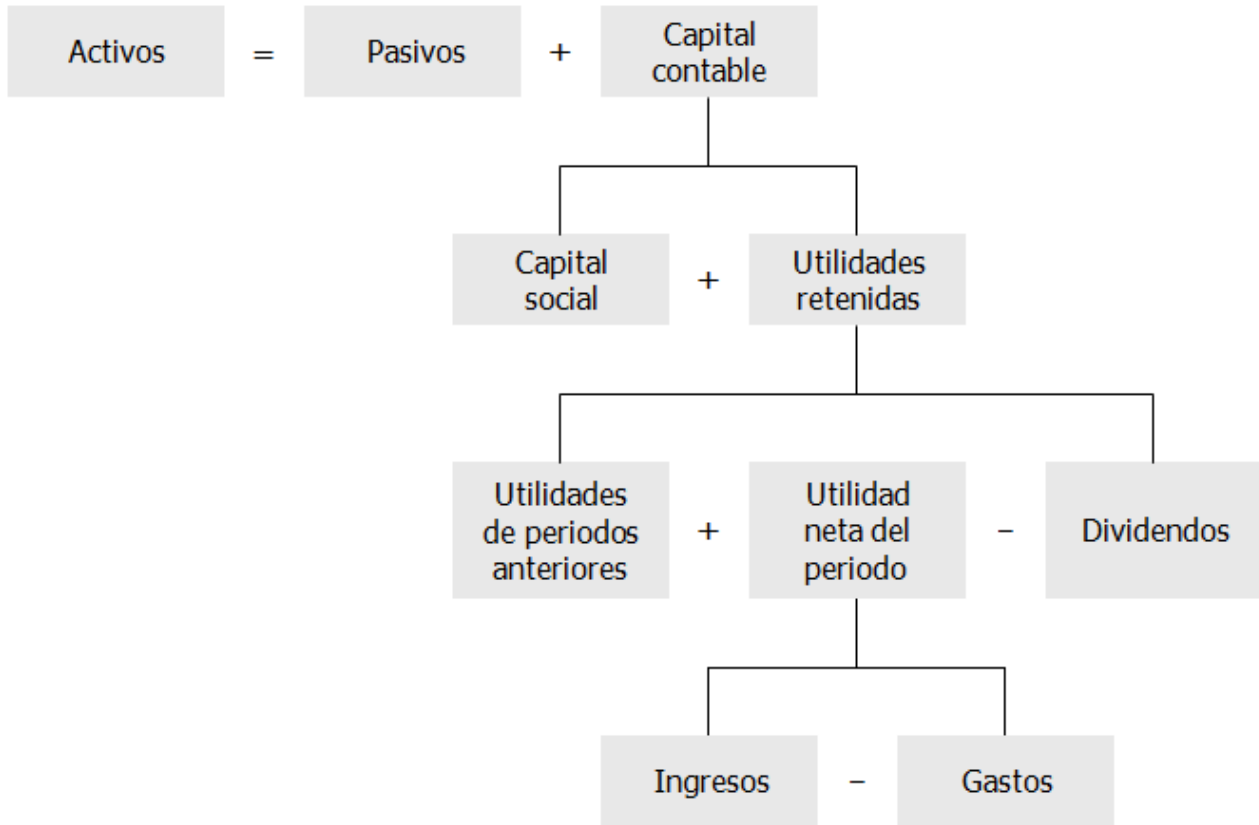 Activos = Pasivos + Capital
contable
Capital
social + Utilidades
retenidas
Utilidades
de periodos
anteriores + Utilidad
neta del
periodo – Dividendos
Ingresos – Gastos